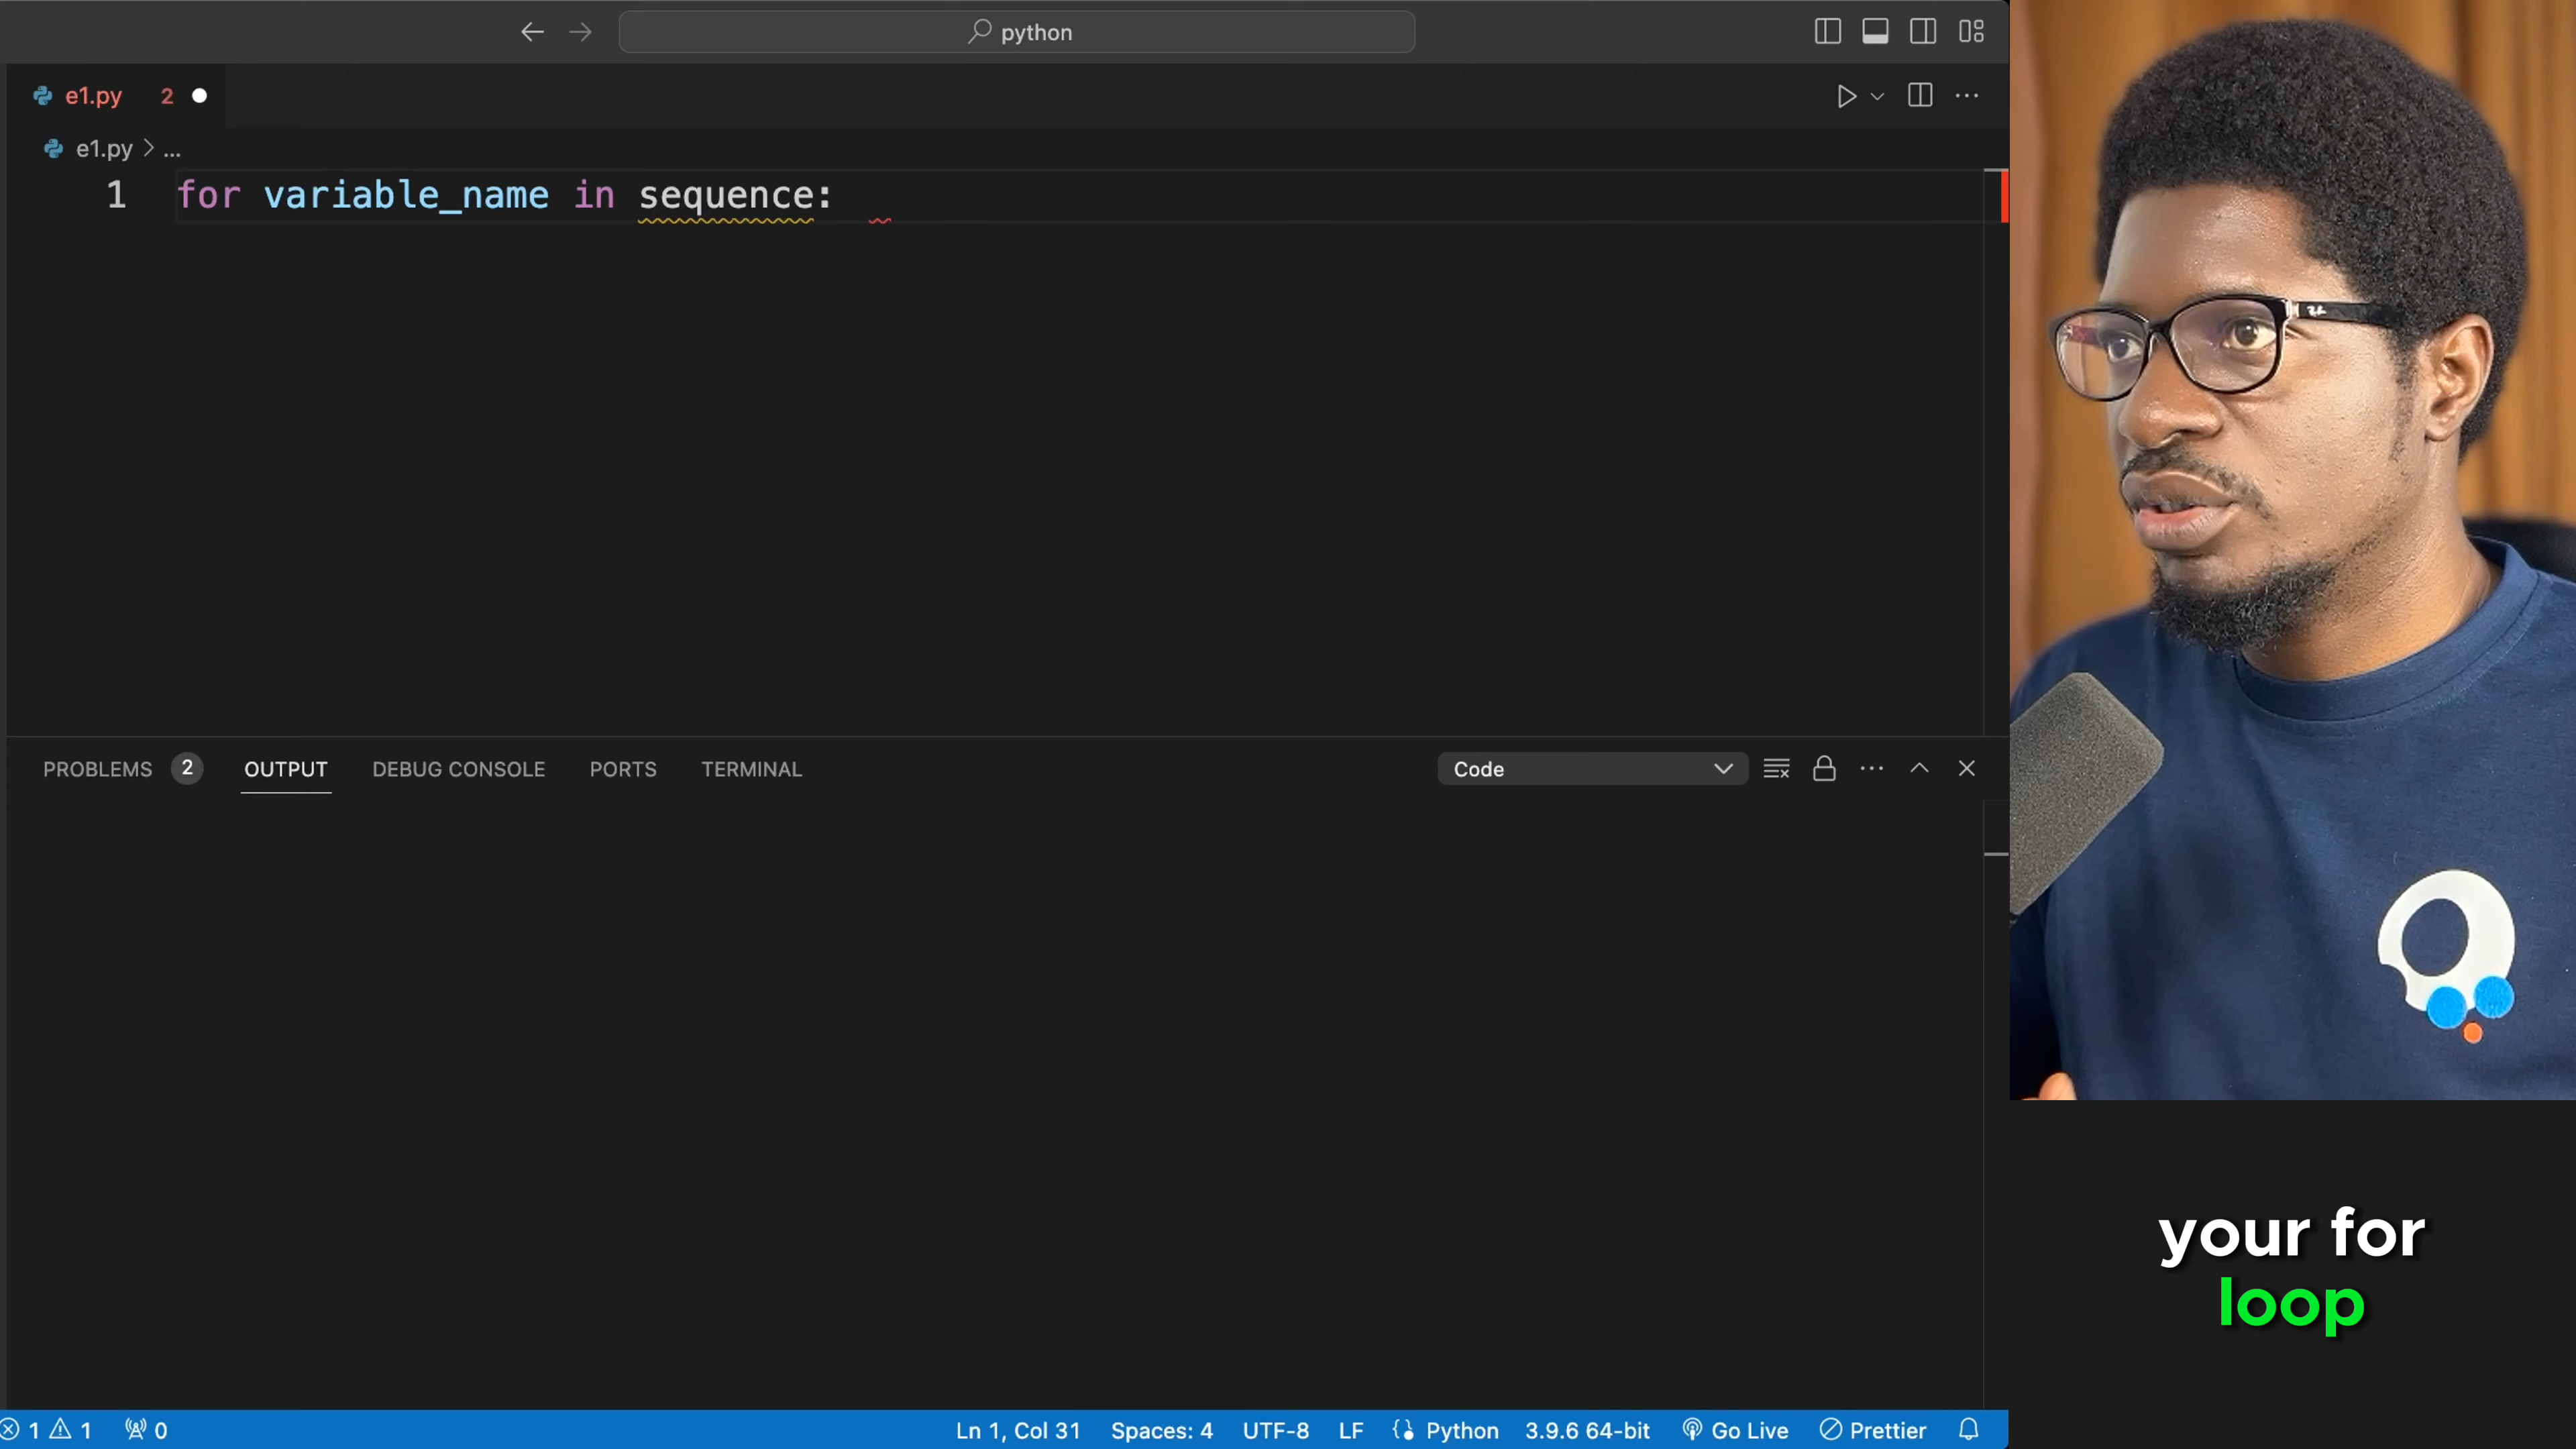 python
e1.py 2
e1.py > ...
1 for variable_name in sequence:
PROBLEMS 2 OUTPUT DEBUG CONSOLE PORTS TERMINAL Code
your for
loop
1 1 0 Ln 1, Col 31 Spaces: 4 UTF-8 LF Python 3.9.6 64-bit Go Live Prettier